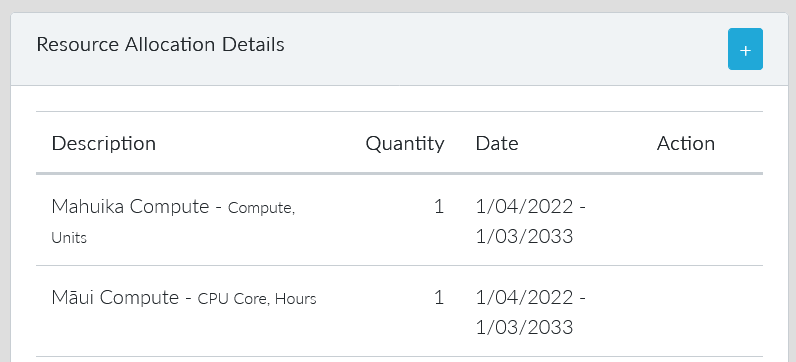 Resource Allocation Details
+
Description Quantity Date Action
Mahuika Compute - Compute, 1 1/04/2022 -
Units 1/03/2033
Māui Compute - CPU Core, Hours 1 1/04/2022 -
1/03/2033